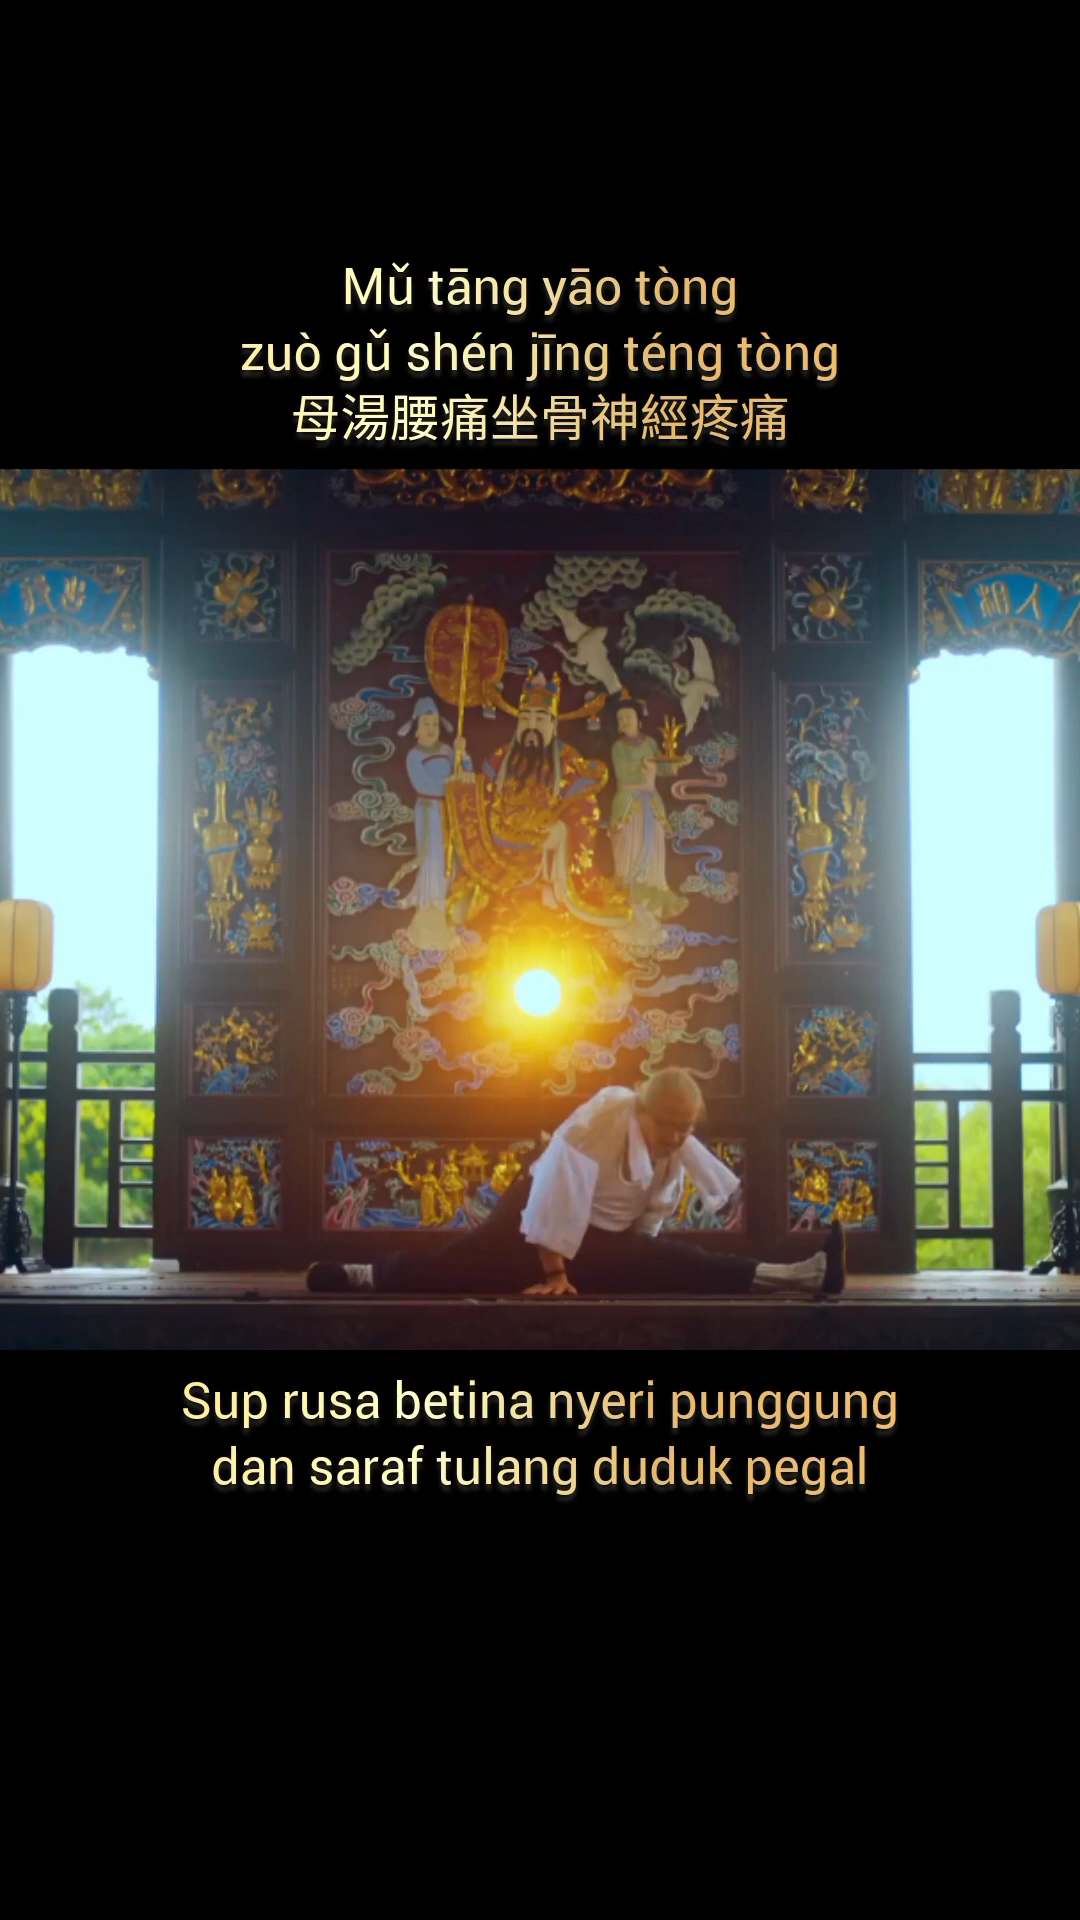 Mǔ tāng yāo tòng
zuò gǔ shén jīng téng tòng
母湯腰痛坐骨神經疼痛
Sup rusa betina nyeri punggung
dan saraf tulang duduk pegal